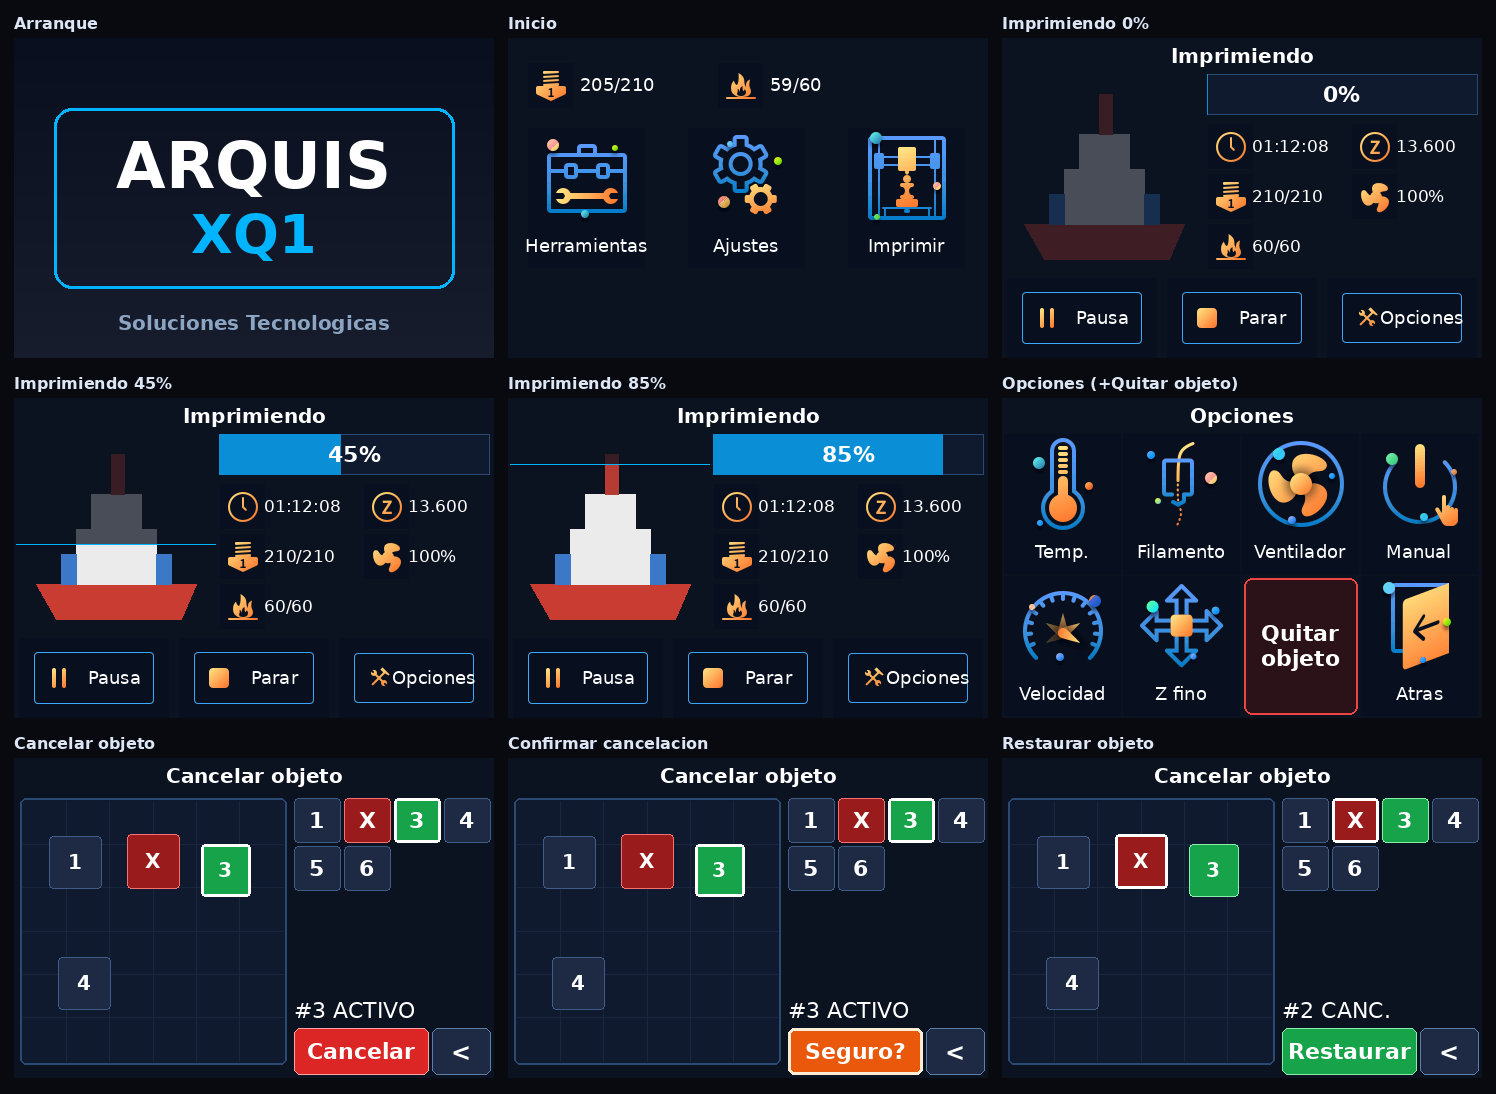 Arranque
ARQUIS
XQ1
Soluciones Tecnologicas
Inicio
1 205/210
59/60
Herramientas
Ajustes
Imprimir
Imprimiendo 0%
Imprimiendo
0%
01:12:08
Z 13.600
1 210/210
100%
60/60
Pausa
Parar
Opciones
Imprimiendo 45%
Imprimiendo
45%
01:12:08
Z 13.600
1 210/210
100%
60/60
Pausa
Parar
Opciones
Imprimiendo 85%
Imprimiendo
85%
01:12:08
Z 13.600
1 210/210
100%
60/60
Pausa
Parar
Opciones
Opciones (+Quitar objeto)
Opciones
Temp.
Filamento
Ventilador
Manual
Velocidad
Z fino
Quitar
objeto
Atras
Cancelar objeto
Cancelar objeto
1 X 3
4
1 X 3 4
5 6
#3 ACTIVO
Cancelar <
Confirmar cancelacion
Cancelar objeto
1 X 3
4
1 X 3 4
5 6
#3 ACTIVO
Seguro? <
Restaurar objeto
Cancelar objeto
1 X 3
4
1 X 3 4
5 6
#2 CANC.
Restaurar <